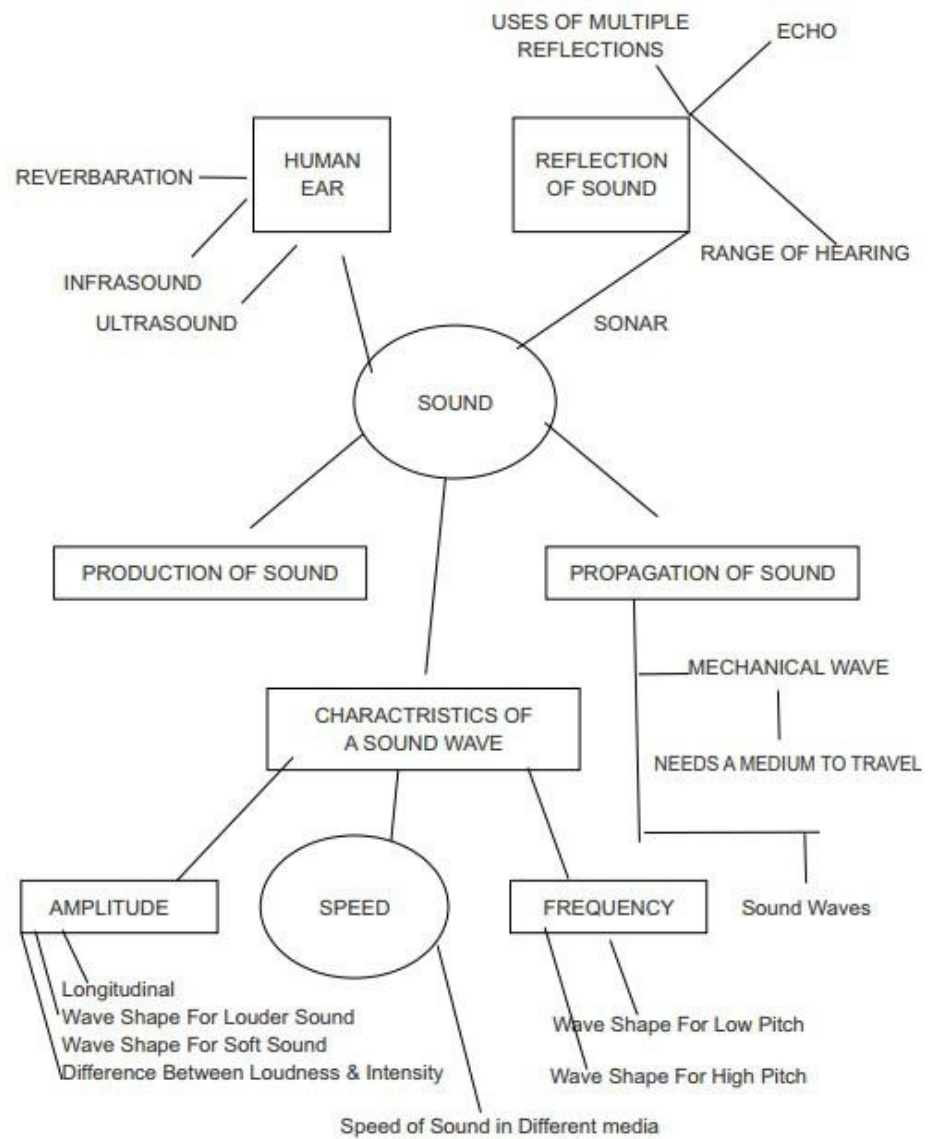 USES OF MULTIPLE
REFLECTIONS
ECHO
HUMAN
EAR
REFLECTION
OF SOUND
REVERBARATION
RANGE OF HEARING
INFRASOUND
ULTRASOUND
SONAR
SOUND
PRODUCTION OF SOUND
PROPAGATION OF SOUND
MECHANICAL WAVE
CHARACTRISTICS OF
A SOUND WAVE
NEEDS A MEDIUM TO TRAVEL
AMPLITUDE
SPEED
FREQUENCY
Sound Waves
Longitudinal
Wave Shape For Louder Sound
Wave Shape For Soft Sound
Difference Between Loudness & Intensity
Wave Shape For Low Pitch
Wave Shape For High Pitch
Speed of Sound in Different media